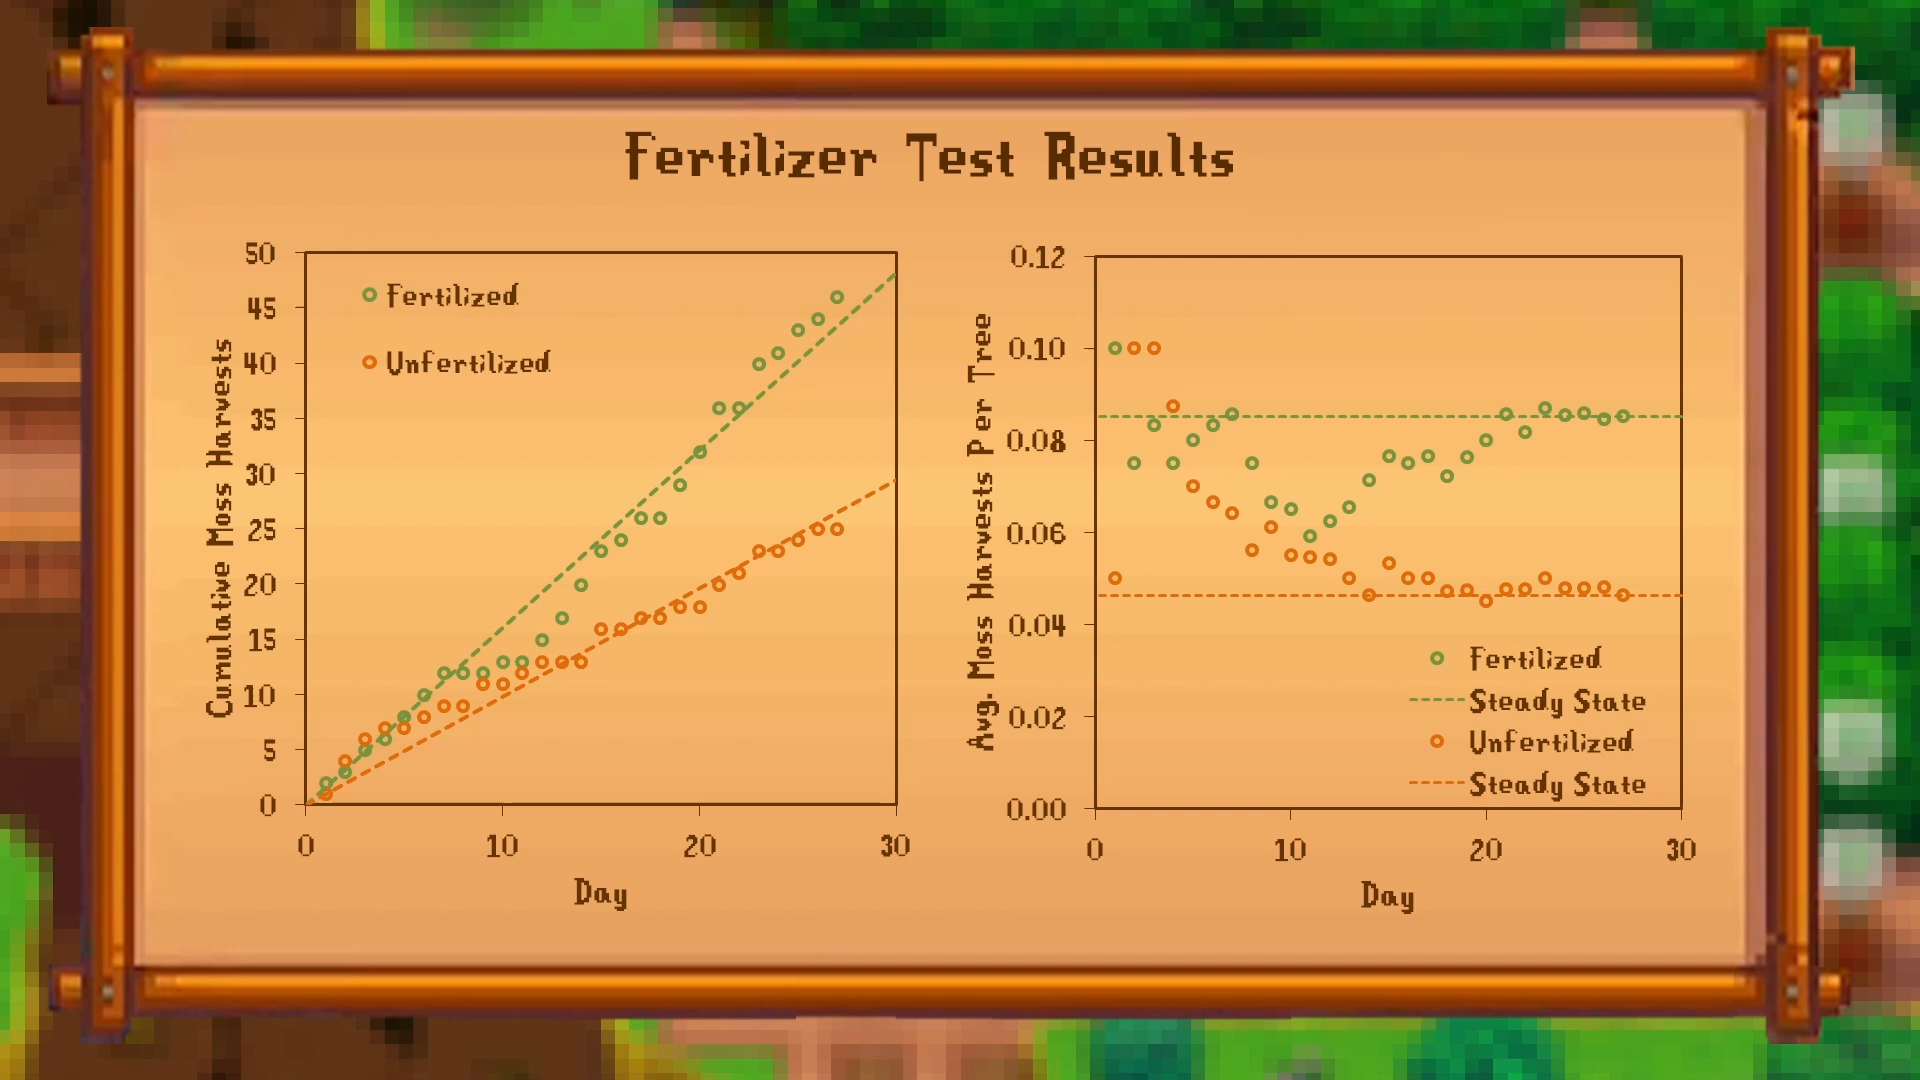 Fertilizer Test Results
Cumulative Moss Harvests
50
45
40
35
30
25
20
15
10
5
0
Fertilized
Unfertilized
0 10 20 30
Day
Avg. Moss Harvests Per Tree
0.12
0.10
0.08
0.06
0.04
0.02
0.00
Fertilized
Steady State
Unfertilized
Steady State
0 10 20 30
Day